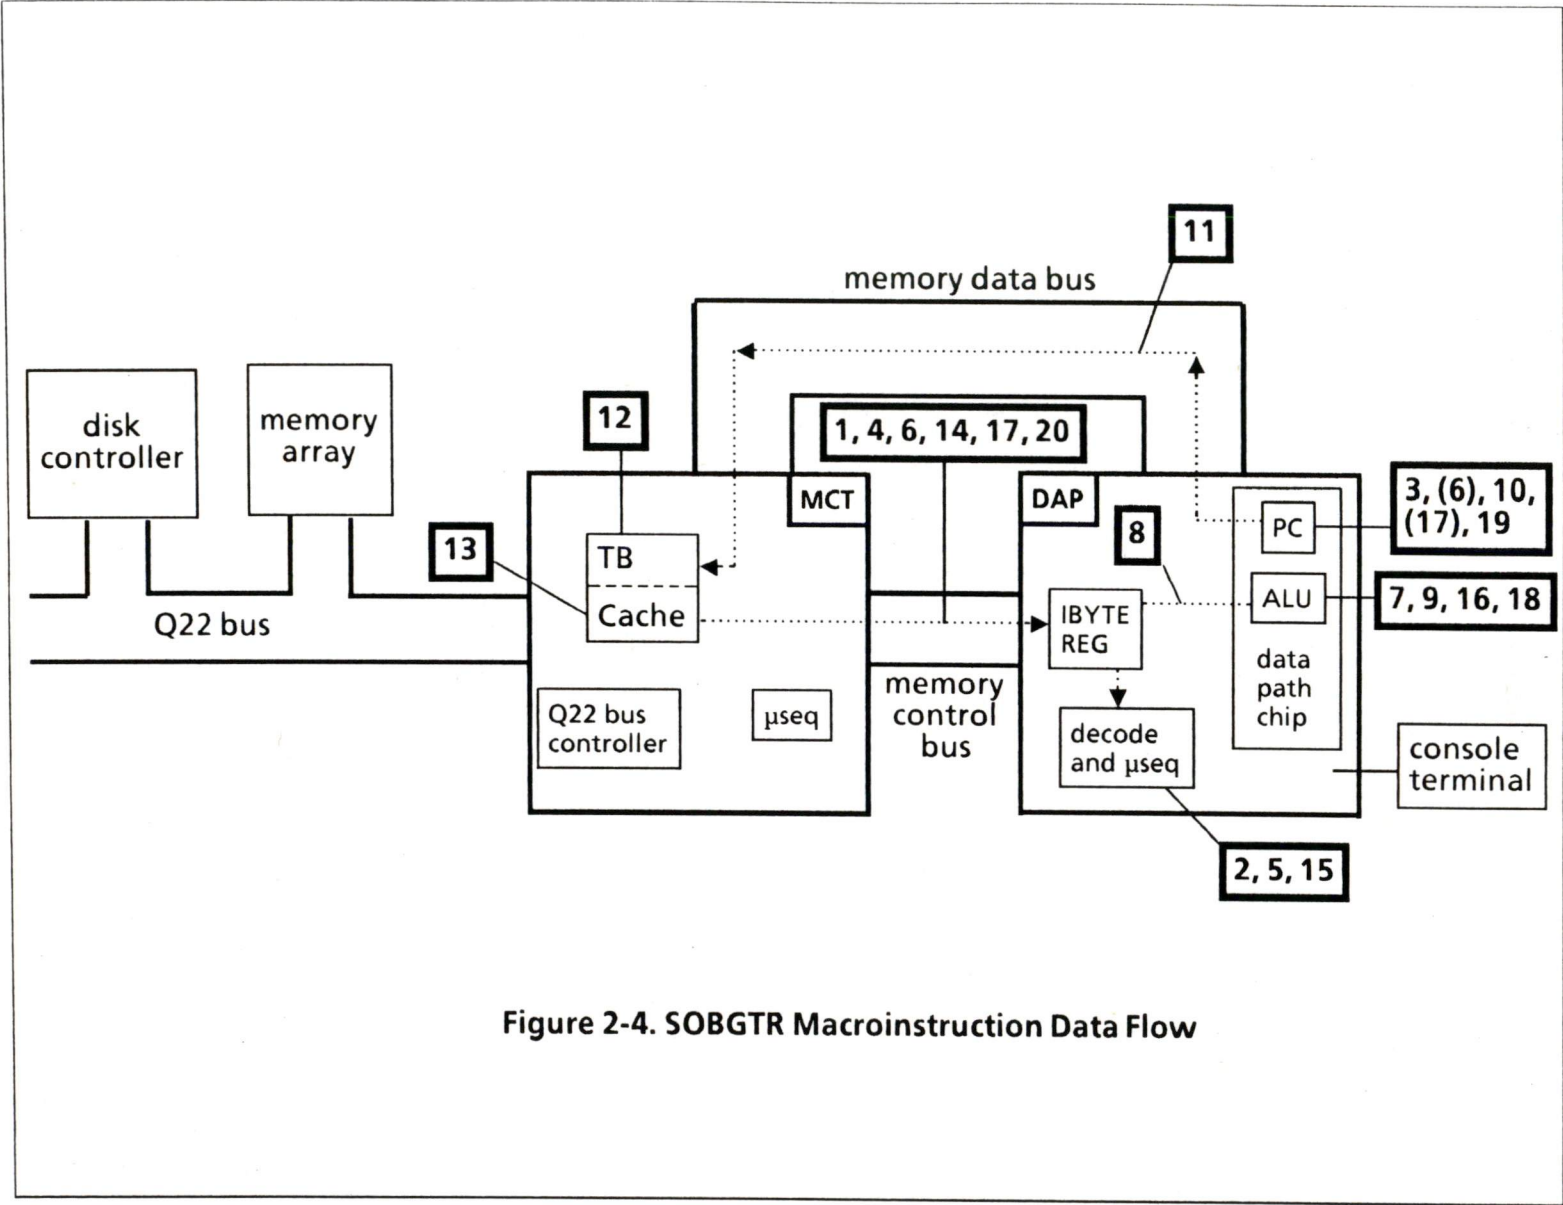 11
memory data bus
disk
controller
memory
array
12
1, 4, 6, 14, 17, 20
MCT
DAP
3, (6), 10,
(17), 19
PC
8
13
TB
Cache
IBYTE
REG
ALU
7, 9, 16, 18
Q22 bus
data
path
chip
Q22 bus
controller
µseq
memory
control
bus
decode
and µseq
console
terminal
2, 5, 15
Figure 2-4. SOBGTR Macroinstruction Data Flow